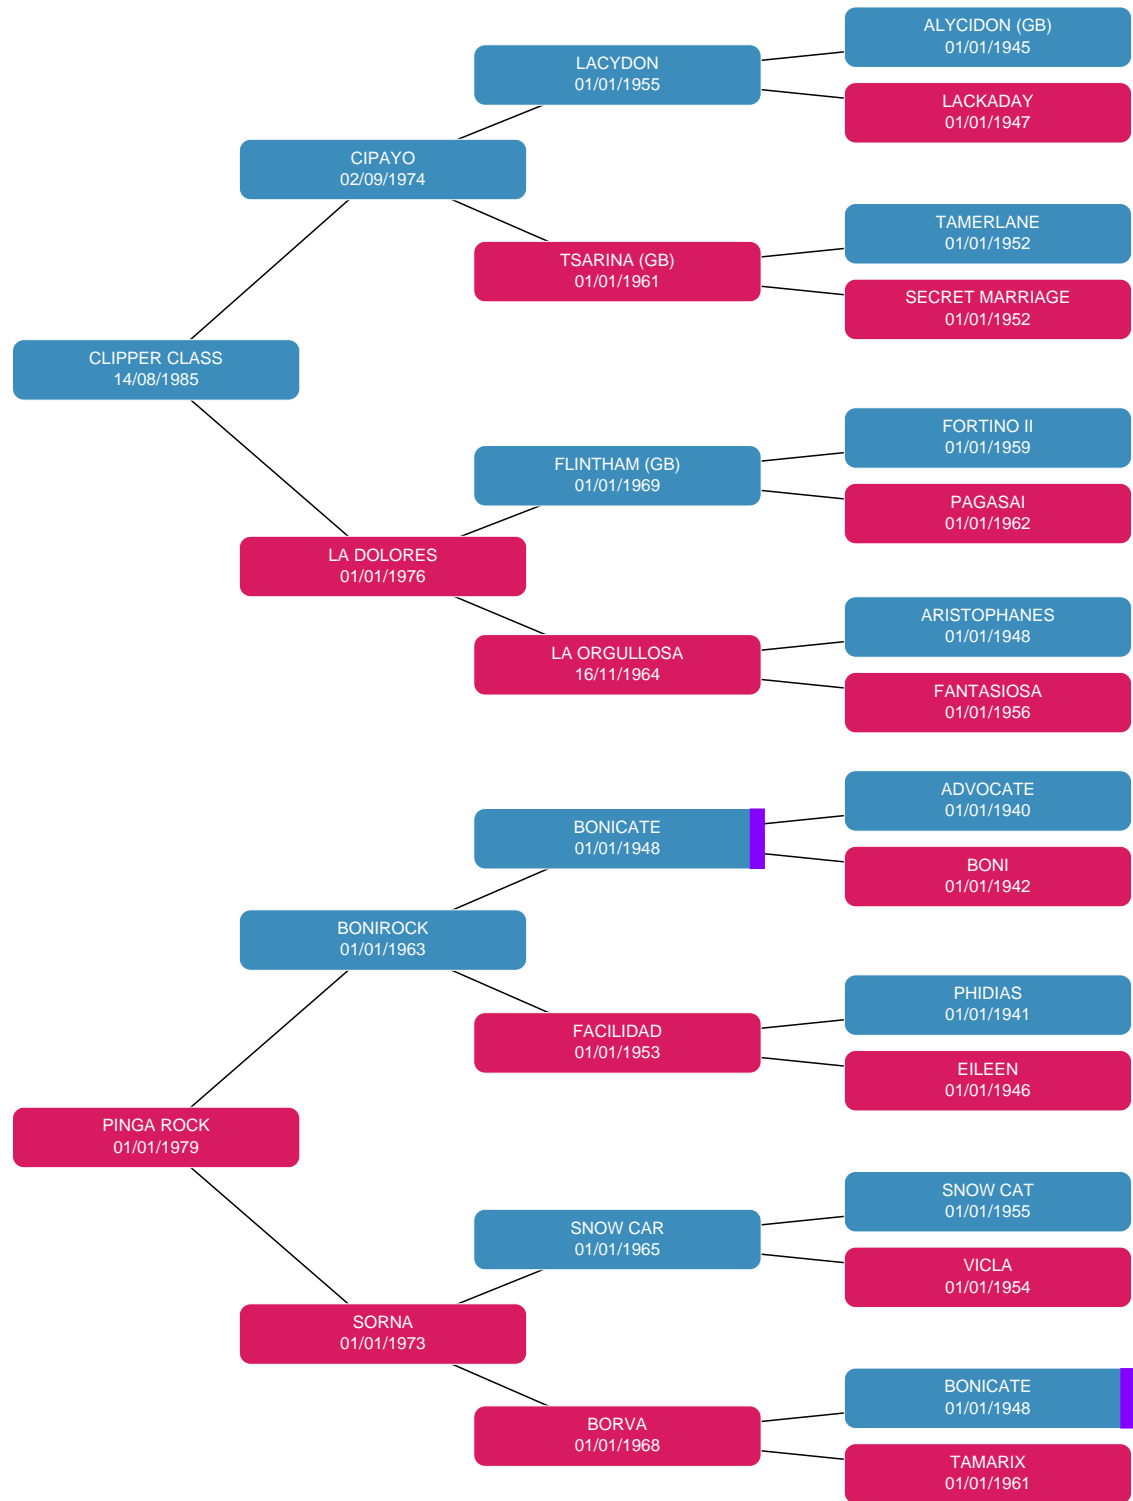 ALYCIDON (GB)
01/01/1945
LACYDON
01/01/1955
LACKADAY
01/01/1947
CIPAYO
02/09/1974
TAMERLANE
01/01/1952
TSARINA (GB)
01/01/1961
SECRET MARRIAGE
01/01/1952
CLIPPER CLASS
14/08/1985
FORTINO II
01/01/1959
FLINTHAM (GB)
01/01/1969
PAGASAI
01/01/1962
LA DOLORES
01/01/1976
ARISTOPHANES
01/01/1948
LA ORGULLOSA
16/11/1964
FANTASIOSA
01/01/1956
ADVOCATE
01/01/1940
BONICATE
01/01/1948
BONI
01/01/1942
BONIROCK
01/01/1963
PHIDIAS
01/01/1941
FACILIDAD
01/01/1953
EILEEN
01/01/1946
PINGA ROCK
01/01/1979
SNOW CAT
01/01/1955
SNOW CAR
01/01/1965
VICLA
01/01/1954
SORNA
01/01/1973
BONICATE
01/01/1948
BORVA
01/01/1968
TAMARIX
01/01/1961